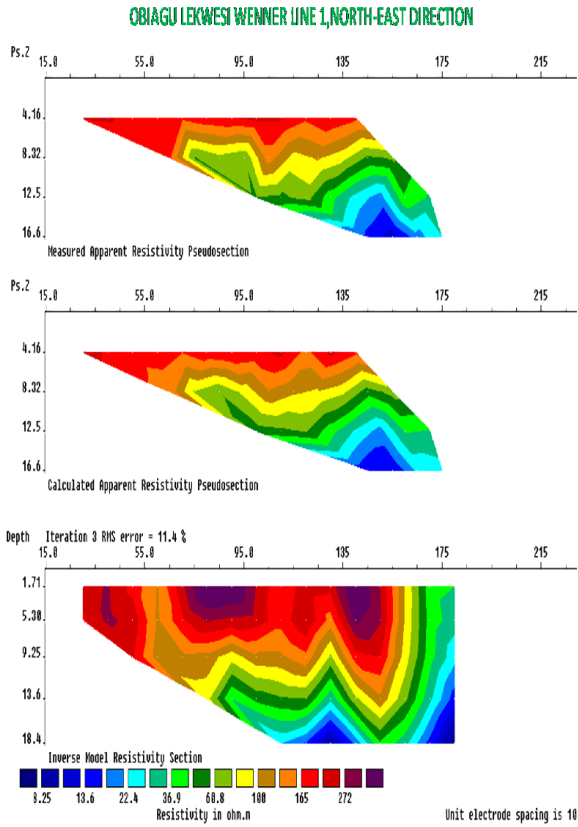 OBIAGU LEKWESI WENNER LINE 1,NORTH-EAST DIRECTION
Ps.Z
15.0 55.0 95.0 135 175 215
4.16
8.32
12.5
16.6
Measured Apparent Resistivity Pseudosection
Ps.Z
15.0 55.0 95.0 135 175 215
4.16
8.32
12.5
16.6
Calculated Apparent Resistivity Pseudosection
Depth Iteration 3 RMS error = 11.4 %
15.0 55.0 95.0 135 175 215
1.71
5.30
9.25
13.6
18.4
Inverse Model Resistivity Section
8.25 13.6 22.4 36.9 60.8 100 165 272
Resistivity in ohm.m
Unit electrode spacing is 10